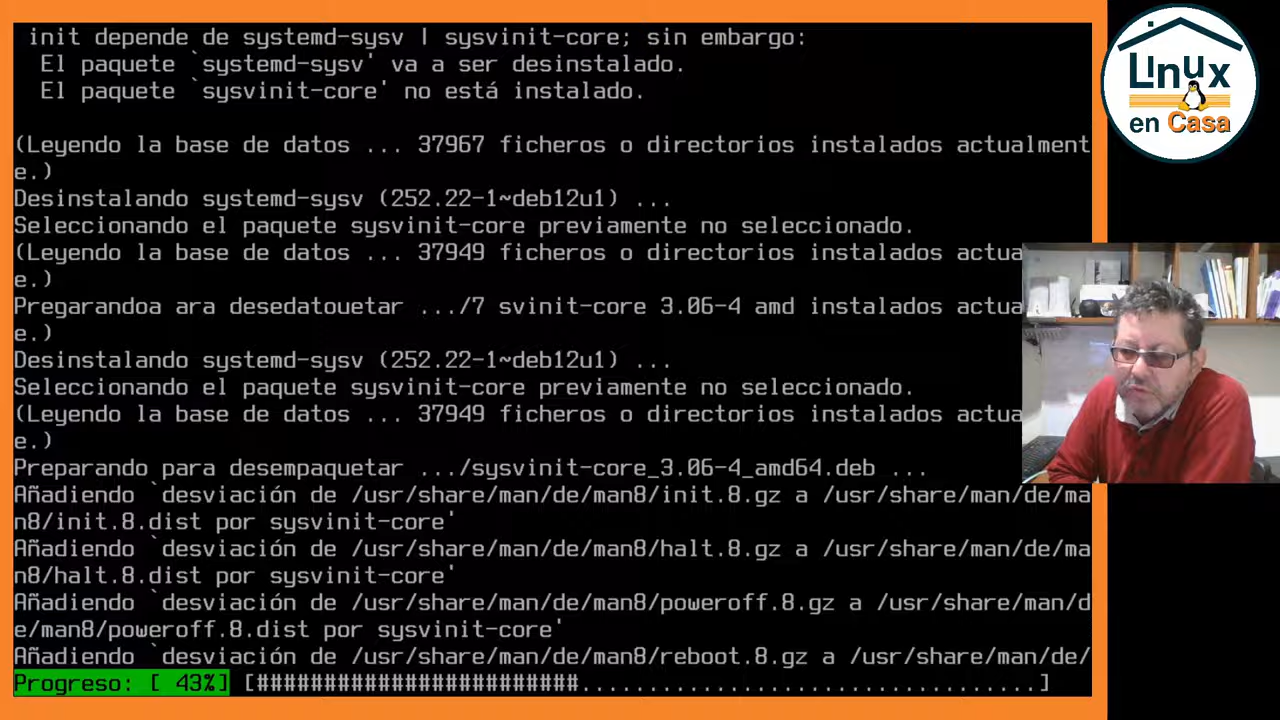 init depende de systemd-sysv | sysvinit-core; sin embargo:
El paquete `systemd-sysv' va a ser desinstalado.
El paquete `sysvinit-core' no está instalado.
(Leyendo la base de datos ... 37967 ficheros o directorios instalados actualment
e.)
Desinstalando systemd-sysv (252.22-1~deb12u1) ...
Seleccionando el paquete sysvinit-core previamente no seleccionado.
(Leyendo la base de datos ... 37949 ficheros o directorios instalados actua
e.)
Pregarandoa ara desedatouetar .../7 svinit-core 3.06-4 amd instalados actua
e.)
Desinstalando systemd-sysv (252.22-1~deb12u1) ...
Seleccionando el paquete sysvinit-core previamente no seleccionado.
(Leyendo la base de datos ... 37949 ficheros o directorios instalados actua
e.)
Preparando para desempaquetar .../sysvinit-core_3.06-4_amd64.deb ...
Añadiendo `desviación de /usr/share/man/de/man8/init.8.gz a /usr/share/man/de/ma
n8/init.8.dist por sysvinit-core'
Añadiendo `desviación de /usr/share/man/de/man8/halt.8.gz a /usr/share/man/de/ma
n8/halt.8.dist por sysvinit-core'
Añadiendo `desviación de /usr/share/man/de/man8/poweroff.8.gz a /usr/share/man/d
e/man8/poweroff.8.dist por sysvinit-core'
Añadiendo `desviación de /usr/share/man/de/man8/reboot.8.gz a /usr/share/man/de/
Progreso: [ 43%] [########################..................................]
Linux
en Casa